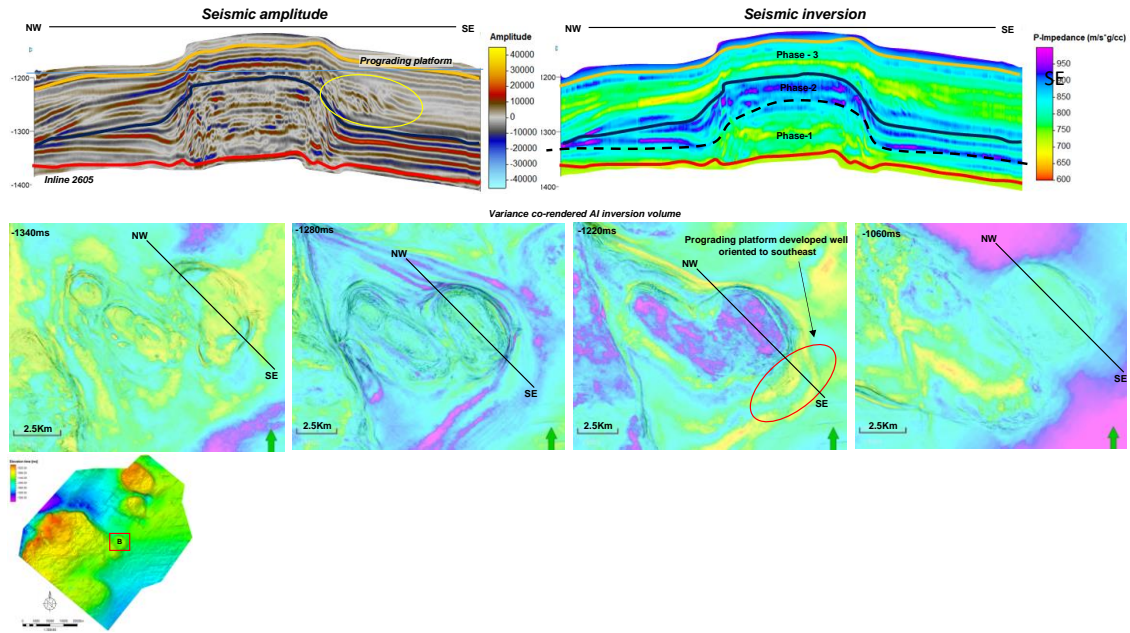 Seismic amplitude
NW
SE
Amplitude
40000
30000
20000
10000
0
-10000
-20000
-30000
-40000
Prograding platform
-1200
-1300
-1400
Inline 2605
Seismic inversion
NW
SE
P-Impedance (m/s*g/cc)
950
900
850
800
750
700
650
600
Phase - 3
Phase-2
Phase-1
-1200
-1300
1400
Variance co-rendered AI inversion volume
-1340ms
NW
SE
2.5Km
-1280ms
NW
SE
2.5Km
-1220ms
Prograding platform developed well
oriented to southeast
NW
SE
2.5Km
-1060ms
NW
SE
2.5Km
Elevation time [ms]
B